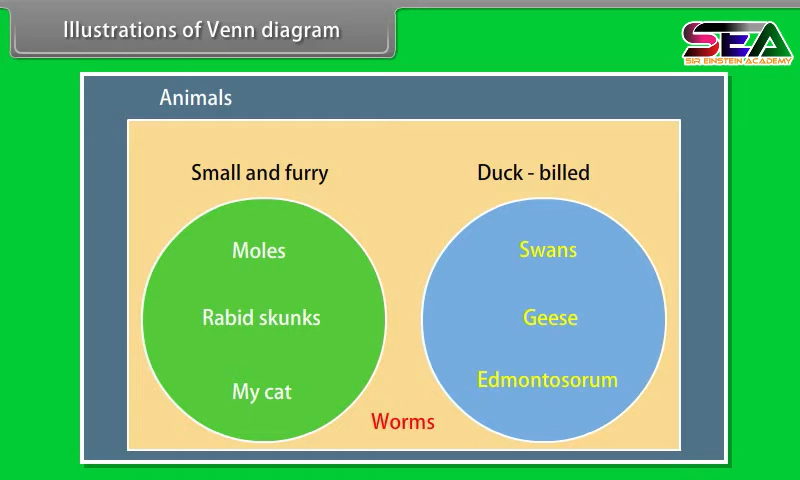 Illustrations of Venn diagram
SEA
SIR EINSTEIN ACADEMY
Animals
Small and furry
Duck - billed
Moles
Swans
Rabid skunks
Geese
My cat
Edmontosorum
Worms